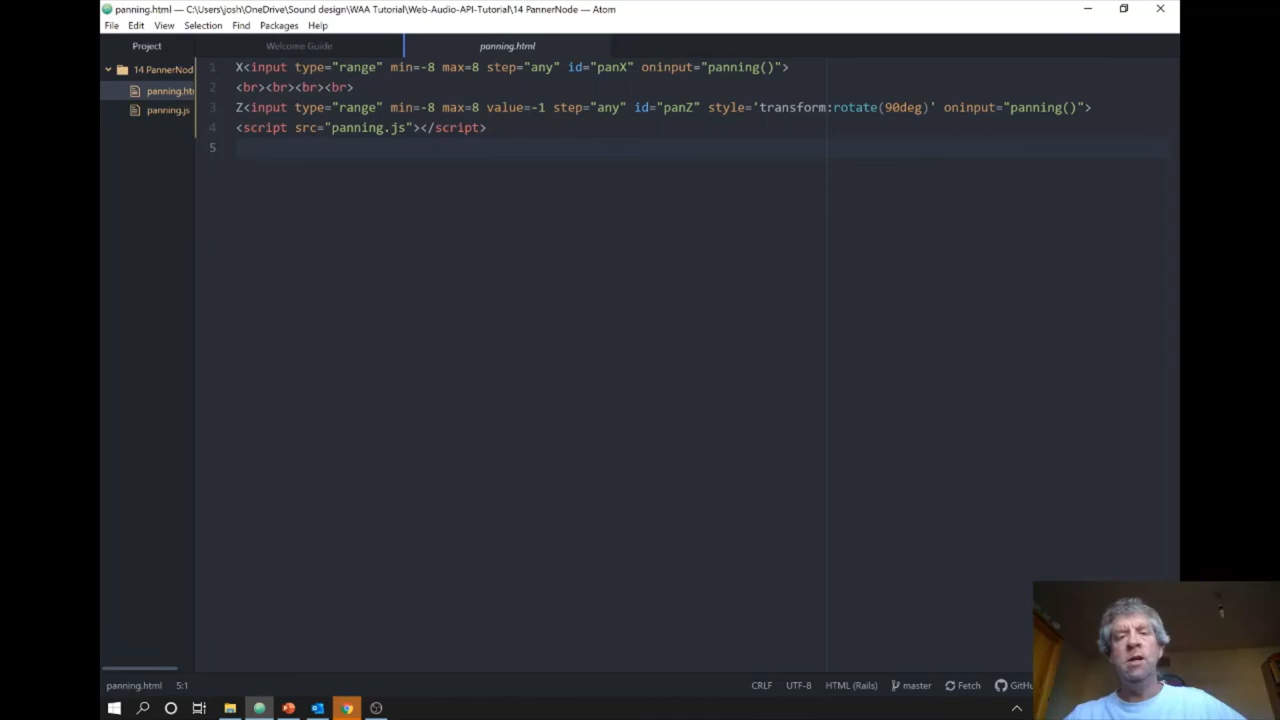 panning.html — C:\Users\josh\OneDrive\Sound design\WAA Tutorial\Web-Audio-API-Tutorial\14 PannerNode — Atom
File Edit View Selection Find Packages Help
Project Welcome Guide panning.html
14 PannerNod
panning.ht
panning.js
1 X<input type="range" min=-8 max=8 step="any" id="panX" oninput="panning()">
2 <br><br><br><br>
3 Z<input type="range" min=-8 max=8 value=-1 step="any" id="panZ" style='transform:rotate(90deg)' oninput="panning()">
4 <script src="panning.js"></script>
5
panning.html 5:1 CRLF UTF-8 HTML (Rails) master Fetch GitHu